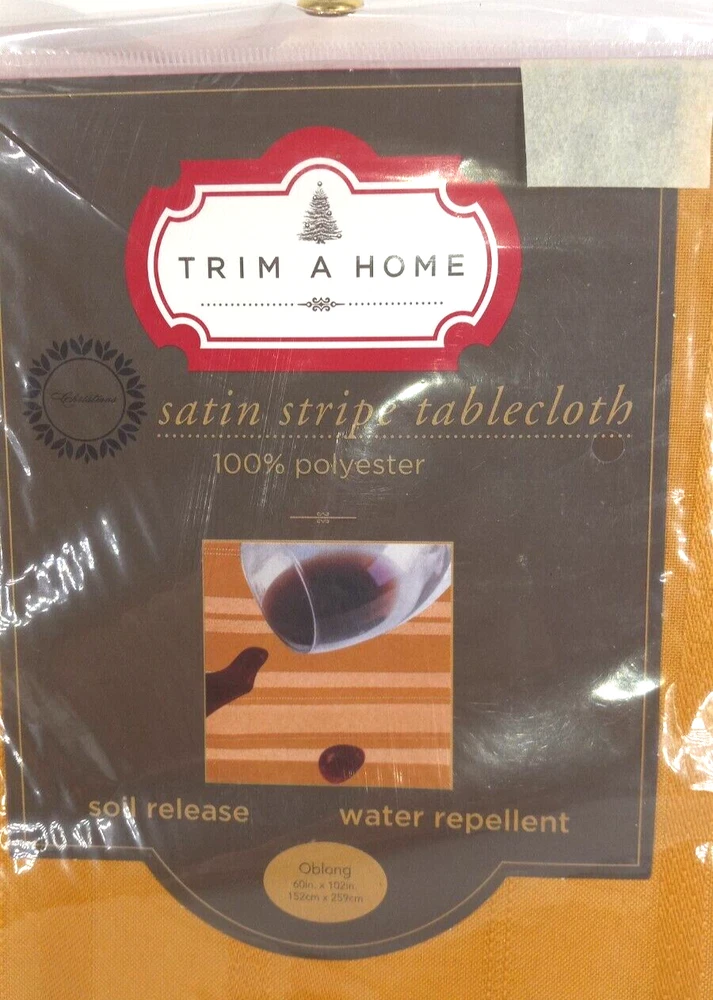 TRIM A HOME
satin stripe tablecloth
100% polyester
soil release
water repellent
Oblong
60in. x 102in.
152cm x 259cm